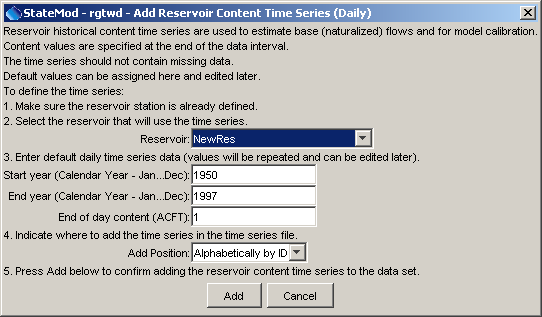 StateMod - rgtwd - Add Reservoir Content Time Series (Daily)
Reservoir historical content time series are used to estimate base (naturalized) flows and for model calibration.
Content values are specified at the end of the data interval.
The time series should not contain missing data.
Default values can be assigned here and edited later.
To define the time series:
1. Make sure the reservoir station is already defined.
2. Select the reservoir that will use the time series.
Reservoir: NewRes
3. Enter default daily time series data (values will be repeated and can be edited later).
Start year (Calendar Year - Jan...Dec): 1950
End year (Calendar Year - Jan...Dec): 1997
End of day content (ACFT): 1
4. Indicate where to add the time series in the time series file.
Add Position: Alphabetically by ID
5. Press Add below to confirm adding the reservoir content time series to the data set.
Add Cancel